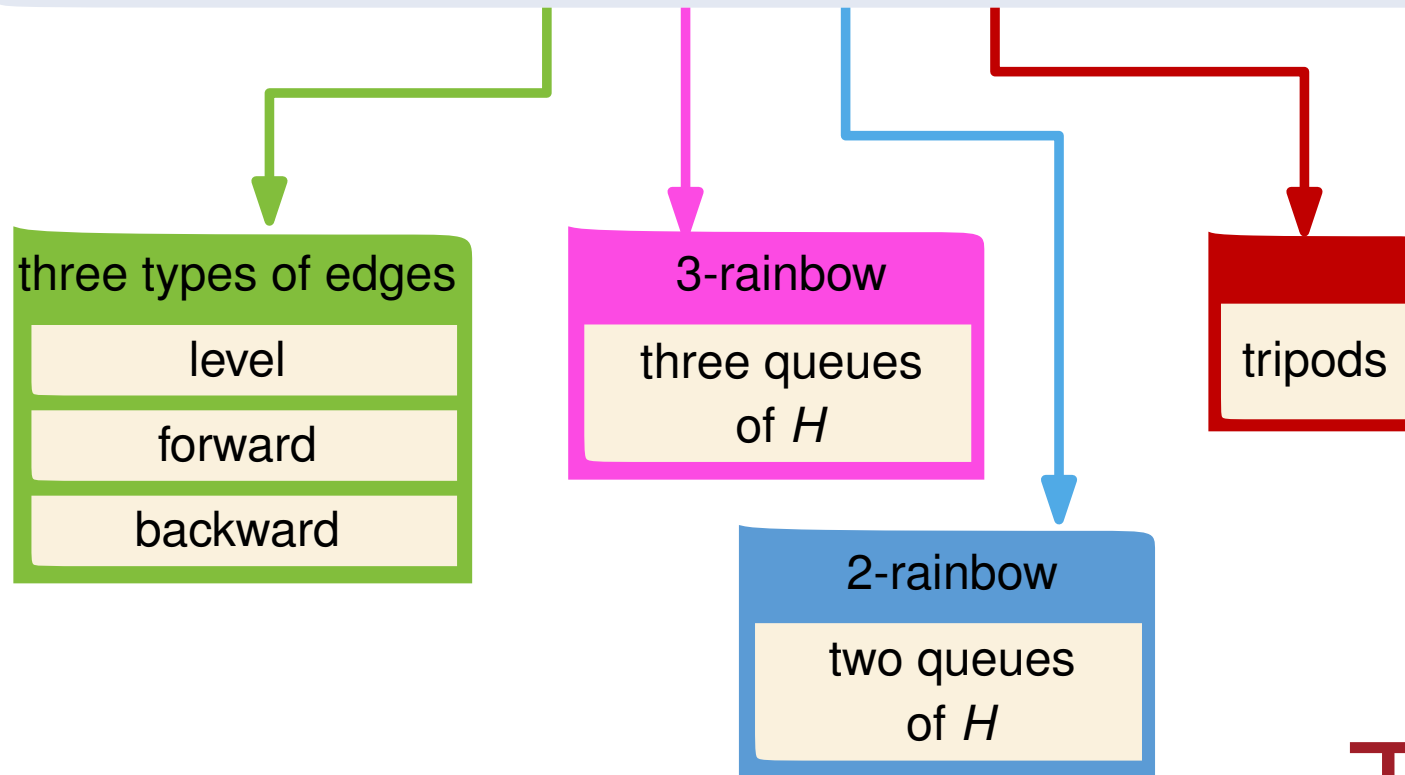 three types of edges
level
forward
backward
3-rainbow
three queues
of H
2-rainbow
two queues
of H
tripods